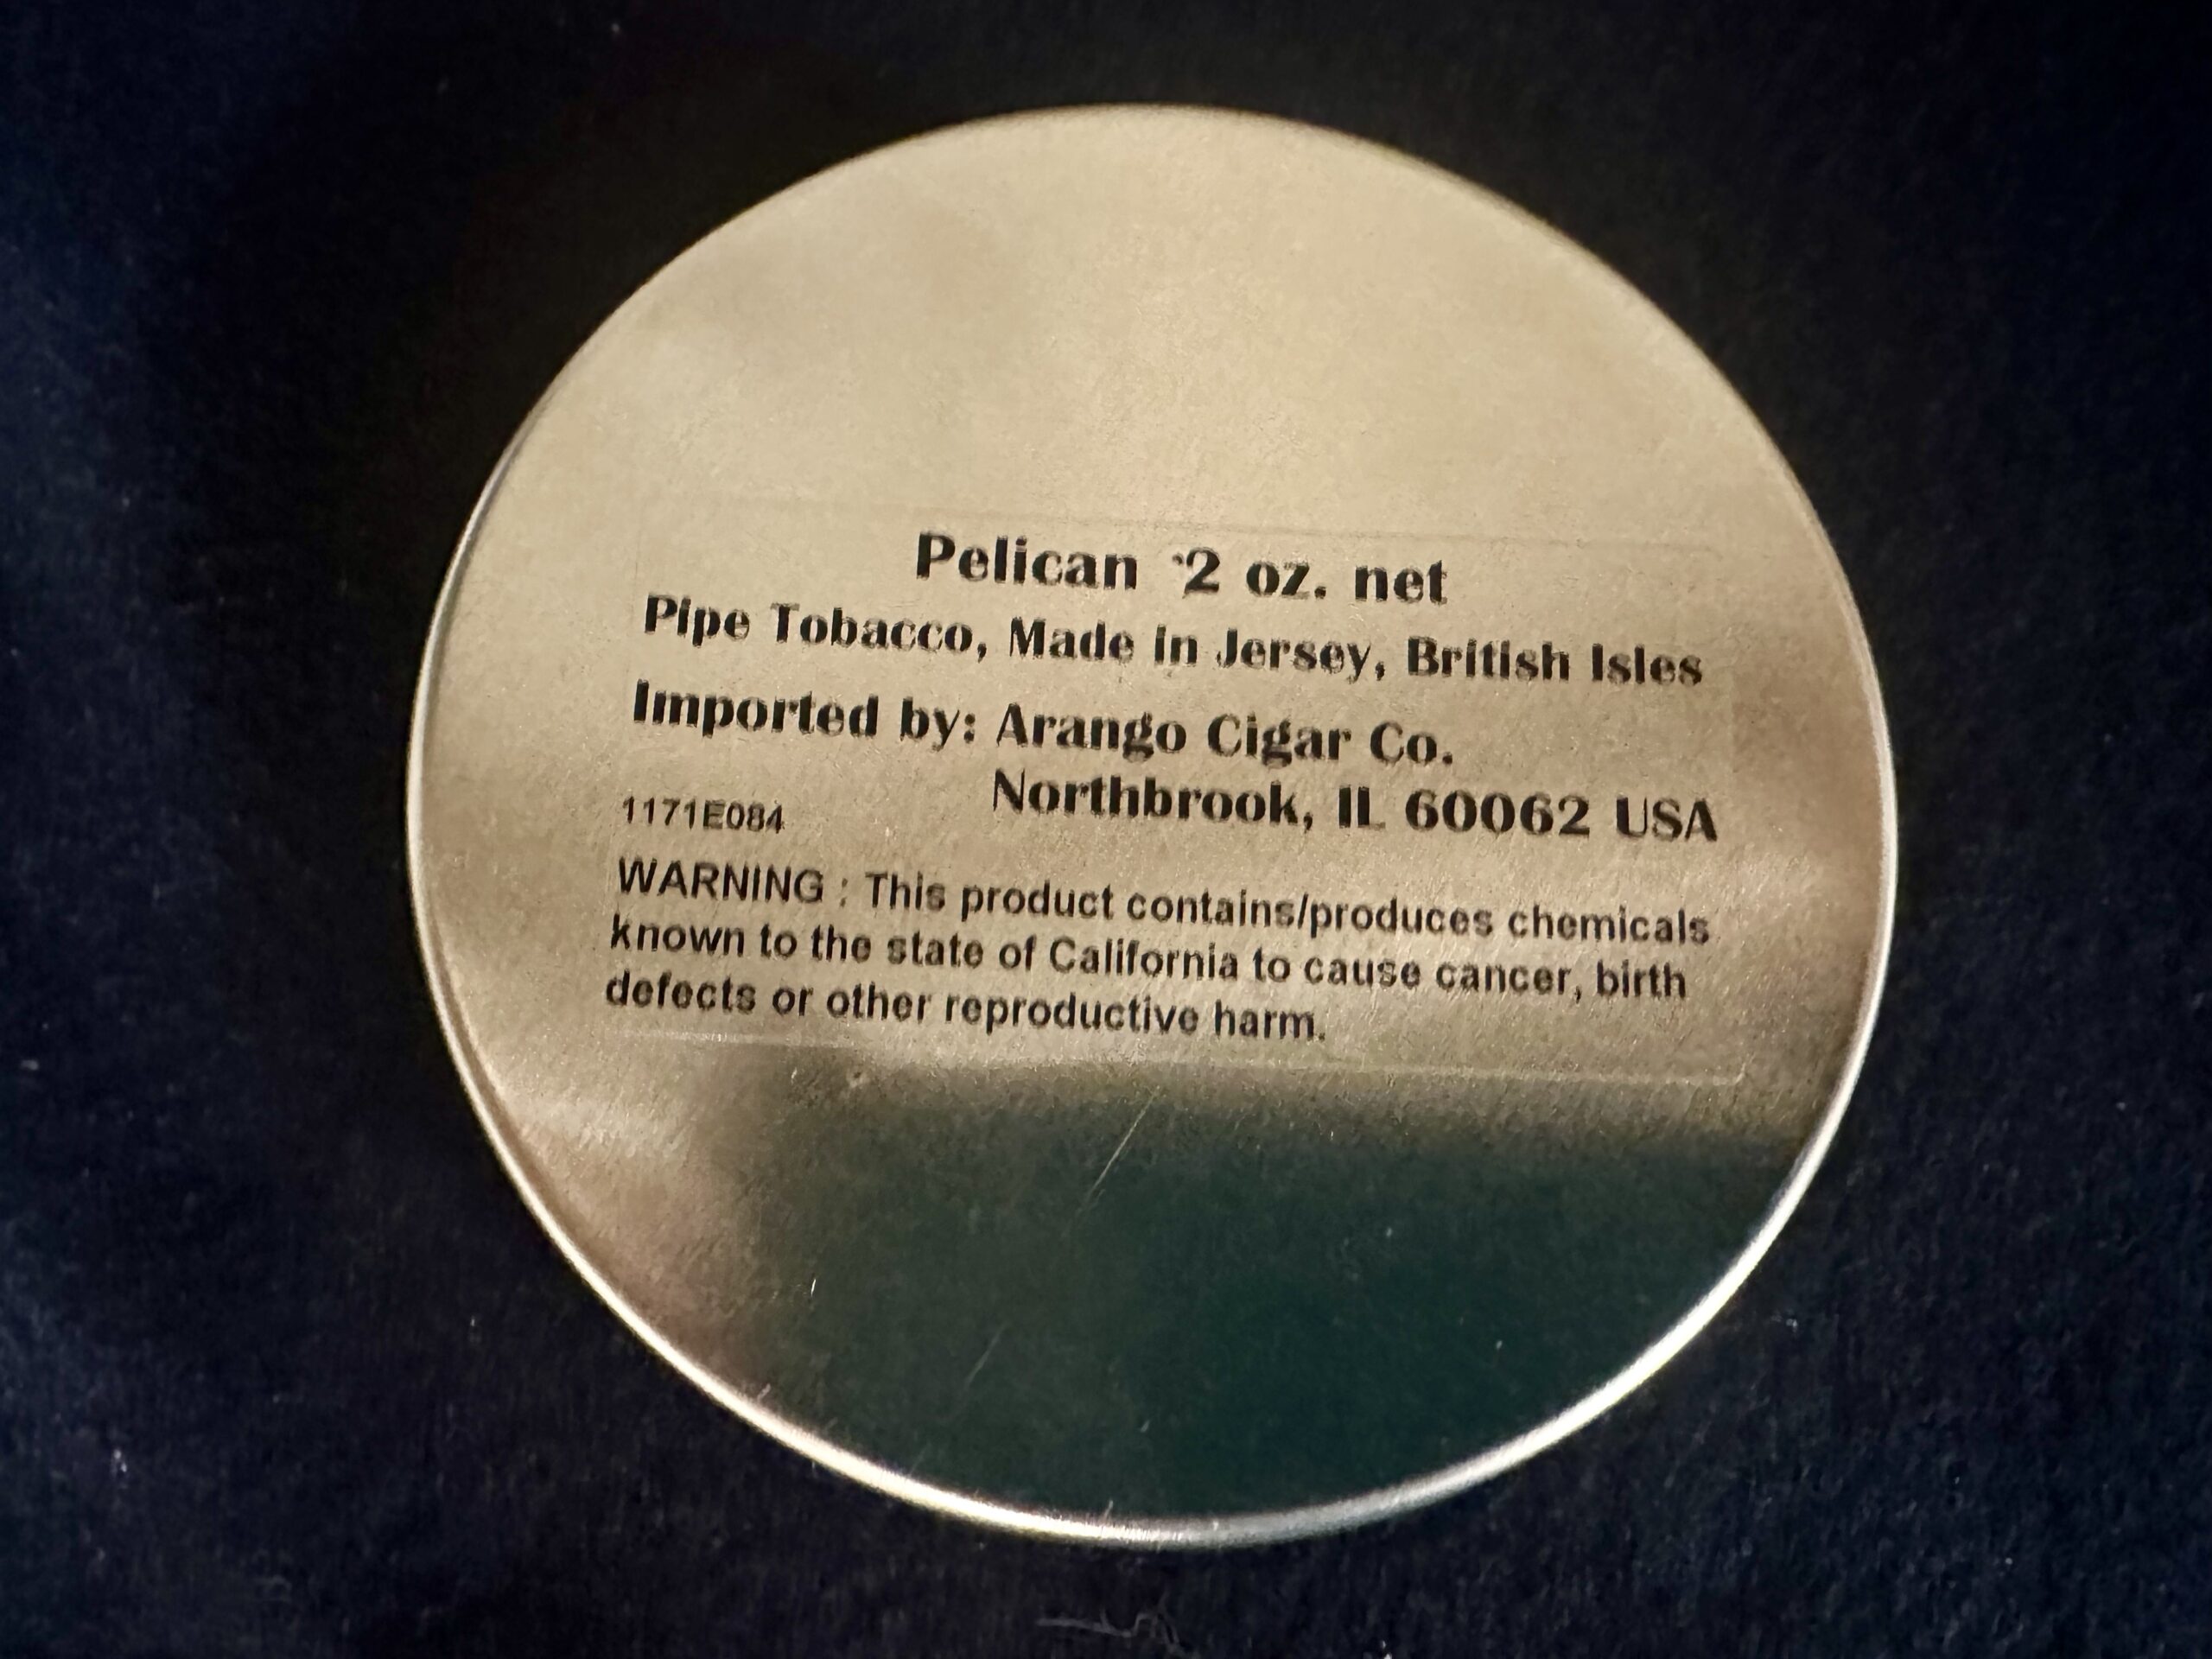 Pelican 2 oz. net
Pipe Tobacco, Made in Jersey, British Isles
Imported by: Arango Cigar Co.
Northbrook, IL 60062 USA
1171E084
WARNING : This product contains/produces chemicals
known to the state of California to cause cancer, birth
defects or other reproductive harm.